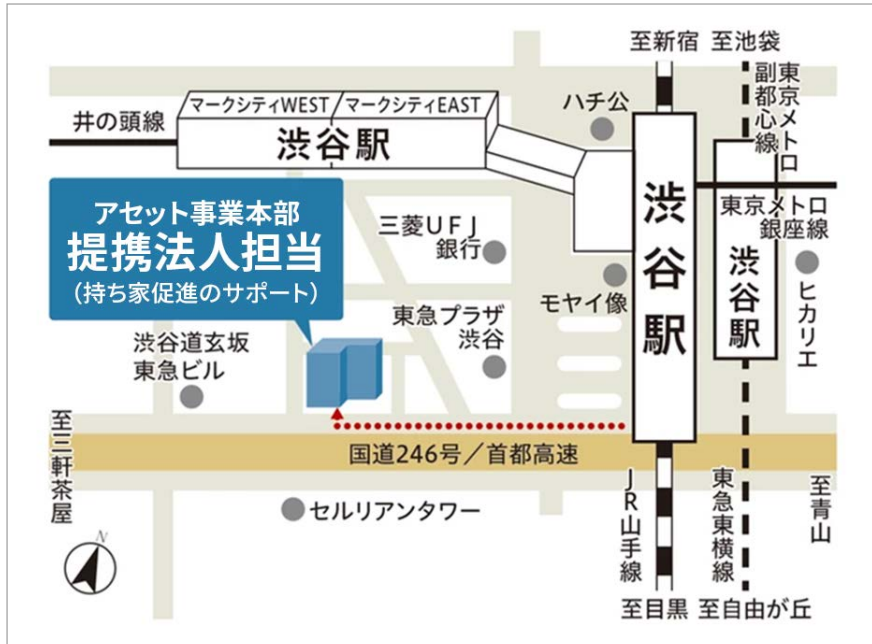 至新宿
至池袋
東京メトロ
副都心線
マークシティWEST
マークシティEAST
ハチ公
井の頭線
渋谷駅
アセット事業本部
提携法人担当
（持ち家促進のサポート）
三菱UFJ
銀行
渋谷駅
東京メトロ
銀座線
渋谷駅
モヤイ像
ヒカリエ
東急プラザ
渋谷
渋谷道玄坂
東急ビル
至三軒茶屋
国道246号／首都高速
セルリアンタワー
JR山手線
東急東横線
至青山
N
至目黒
至自由が丘